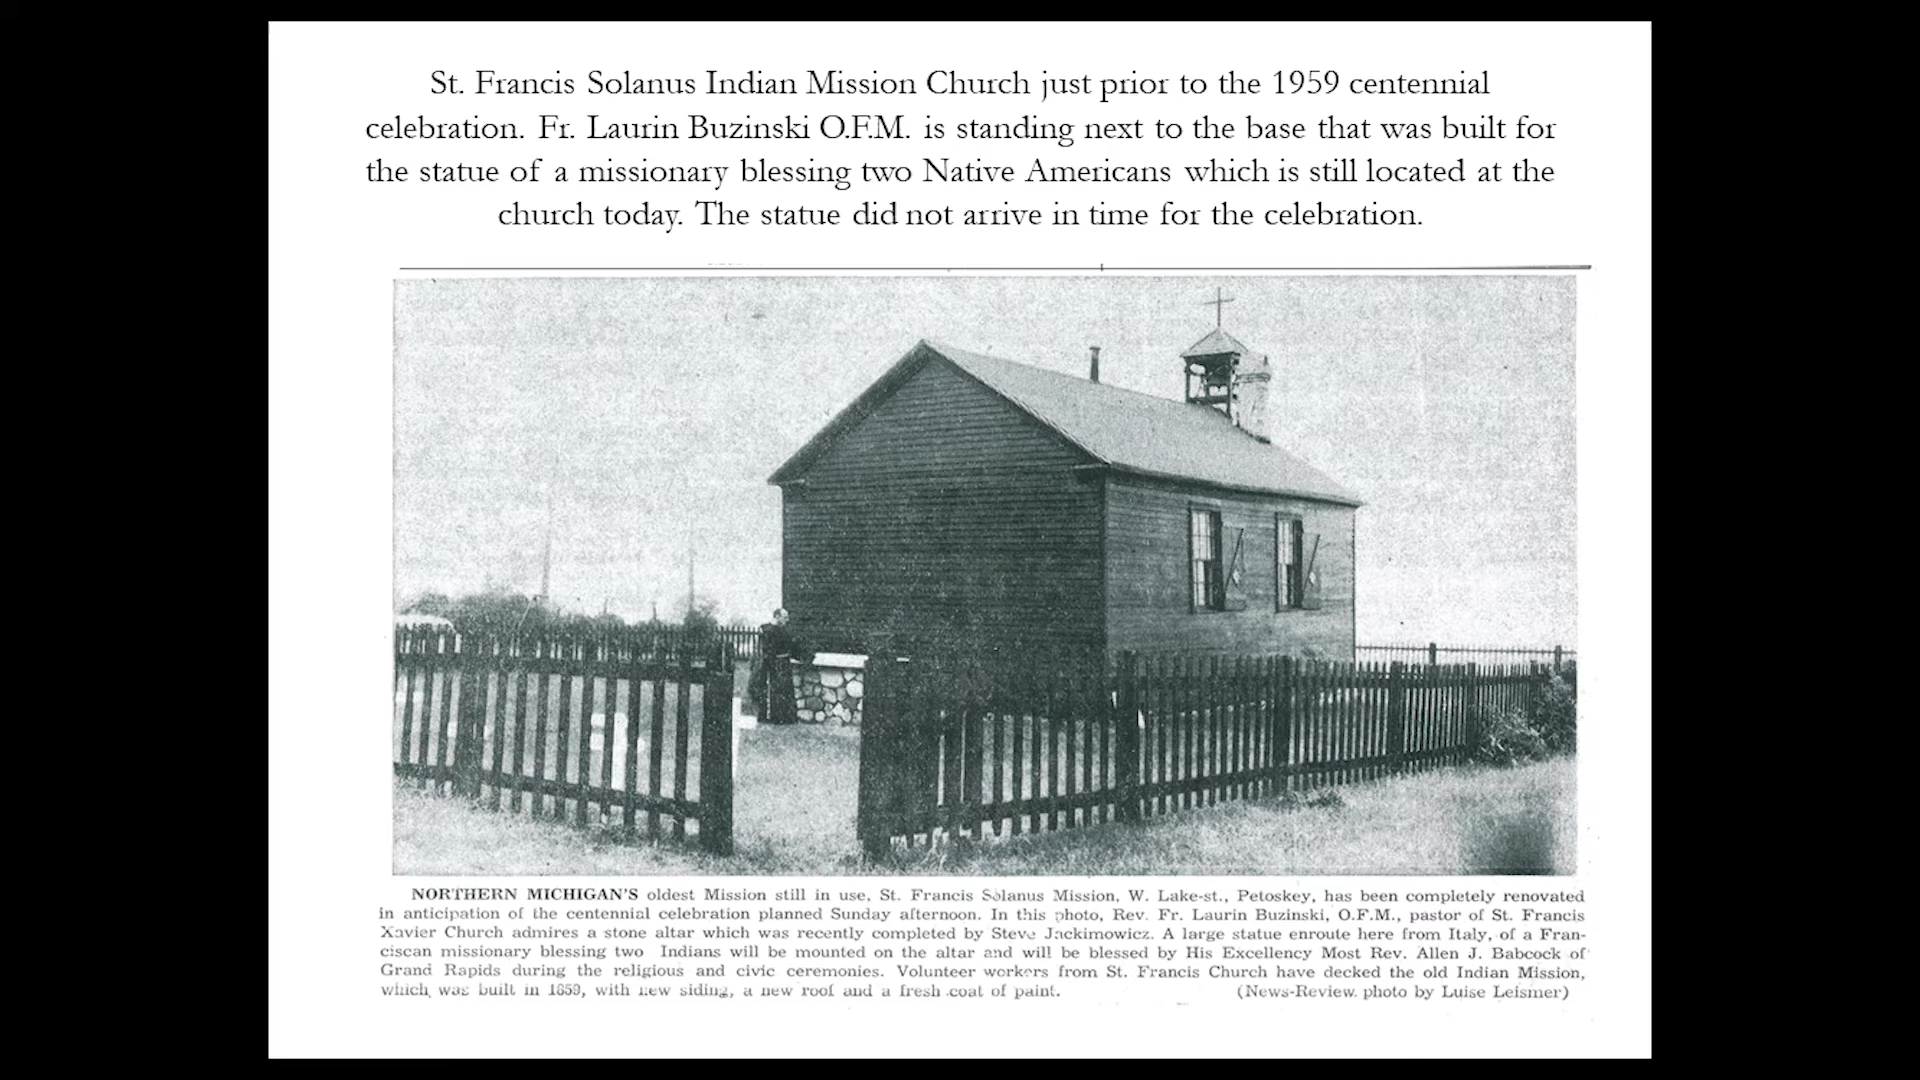 St. Francis Solanus Indian Mission Church just prior to the 1959 centennial
celebration. Fr. Laurin Buzinski O.F.M. is standing next to the base that was built for
the statue of a missionary blessing two Native Americans which is still located at the
church today. The statue did not arrive in time for the celebration.
NORTHERN MICHIGAN'S oldest Mission still in use, St. Francis Solanus Mission, W. Lake-st., Petoskey, has been completely renovated
in anticipation of the centennial celebration planned Sunday afternoon. In this photo, Rev. Fr. Laurin Buzinski, O.F.M., pastor of St. Francis
Xavier Church admires a stone altar which was recently completed by Steve Jackimowicz. A large statue enroute here from Italy, of a Fran-
ciscan missionary blessing two Indians will be mounted on the altar and will be blessed by His Excellency Most Rev. Allen J. Babcock of
Grand Rapids during the religious and civic ceremonies. Volunteer workers from St. Francis Church have decked the old Indian Mission,
which was built in 1859, with new siding, a new roof and a fresh coat of paint. (News-Review photo by Luise Leismer)